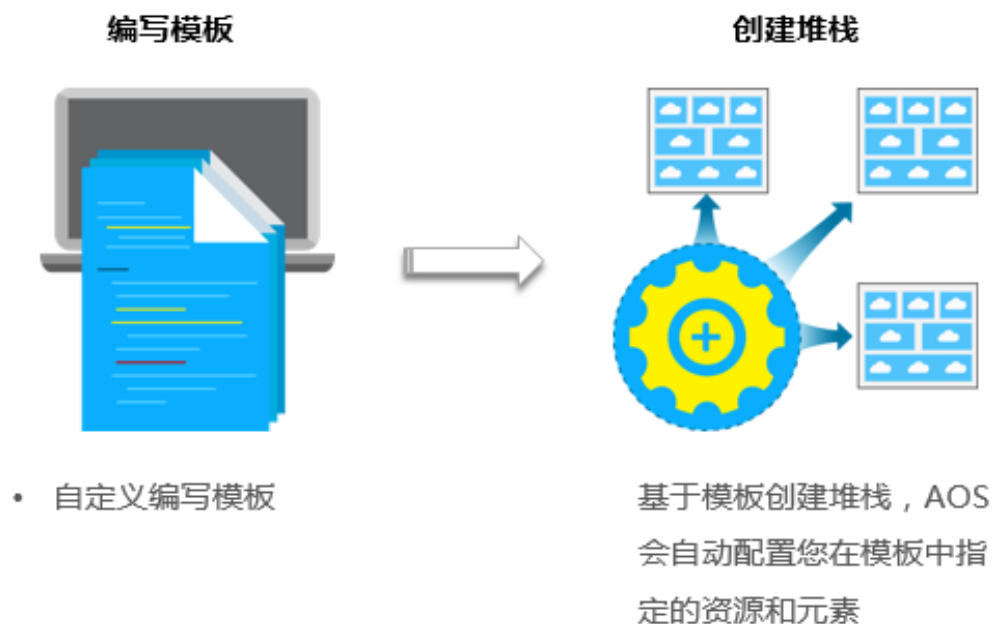 编写模板
创建堆栈
• 自定义编写模板
基于模板创建堆栈，AOS
会自动配置您在模板中指
定的资源和元素